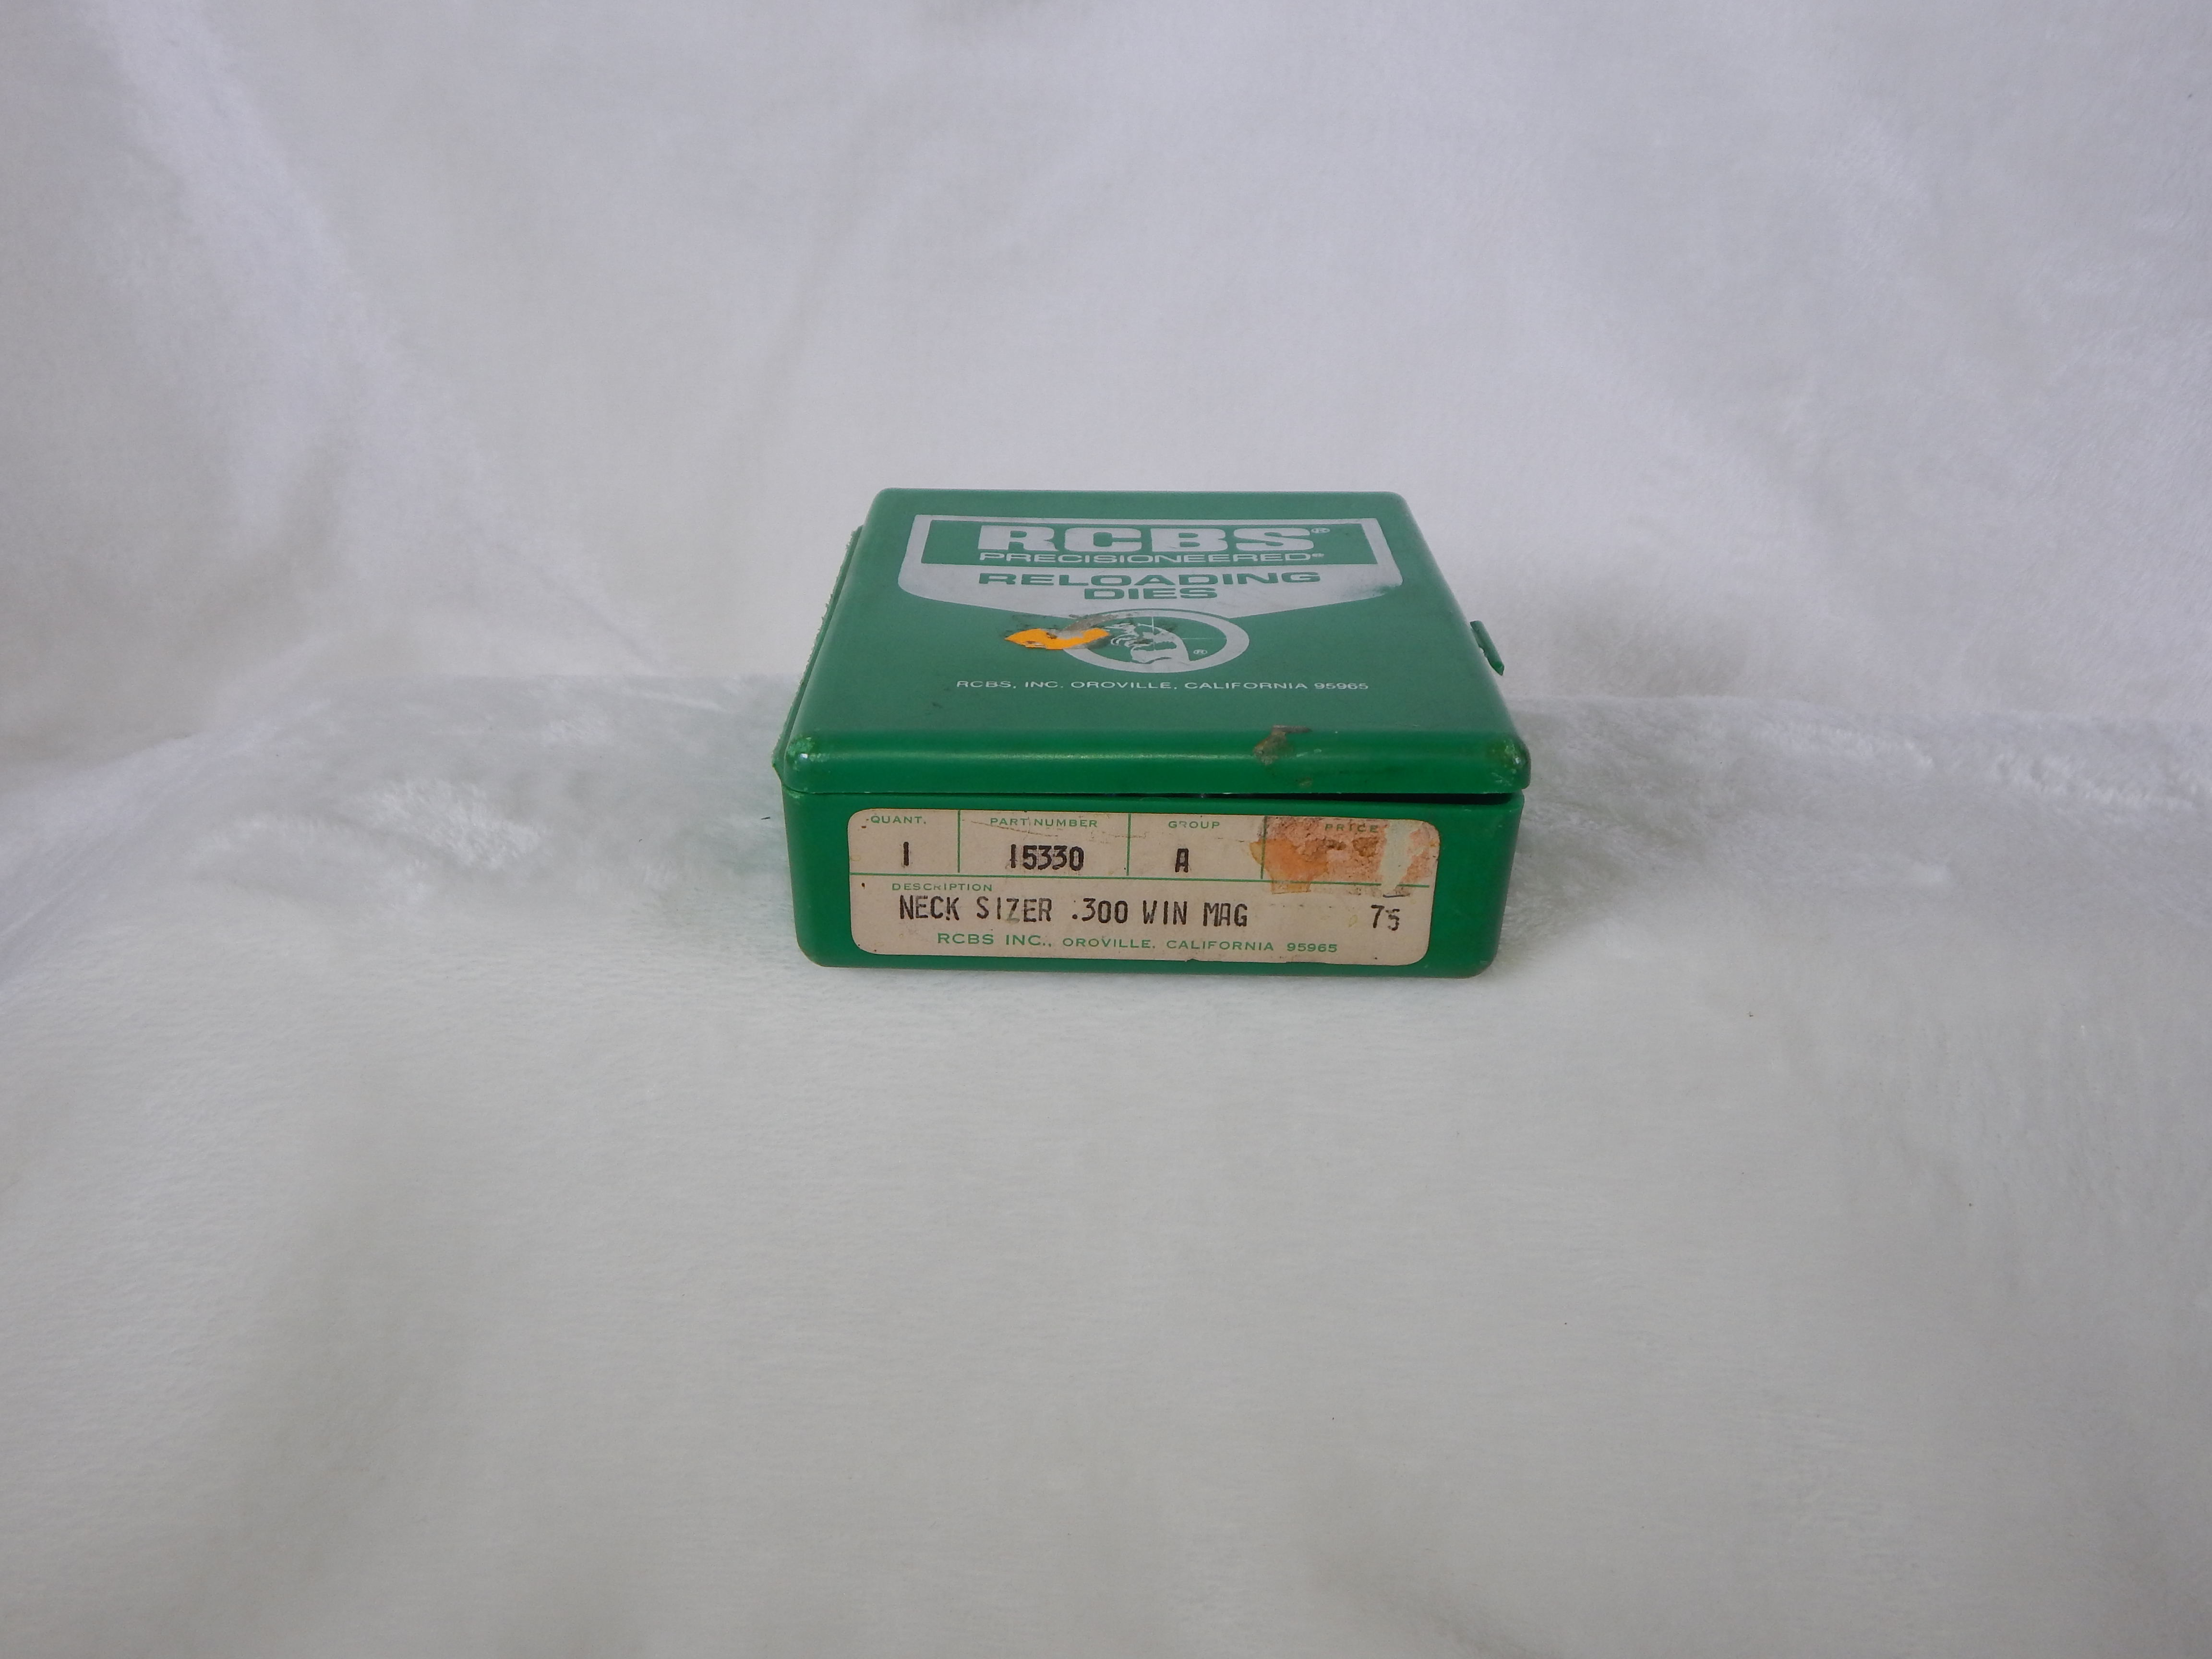 RCBS®
PRECISIONEERED®
RELOADING
DIES
®
RCBS, INC. OROVILLE, CALIFORNIA 95965
QUANT. PART NUMBER GROUP PRICE
1 15330 A
DESCRIPTION
NECK SIZER .300 WIN MAG 75
RCBS INC., OROVILLE, CALIFORNIA 95965